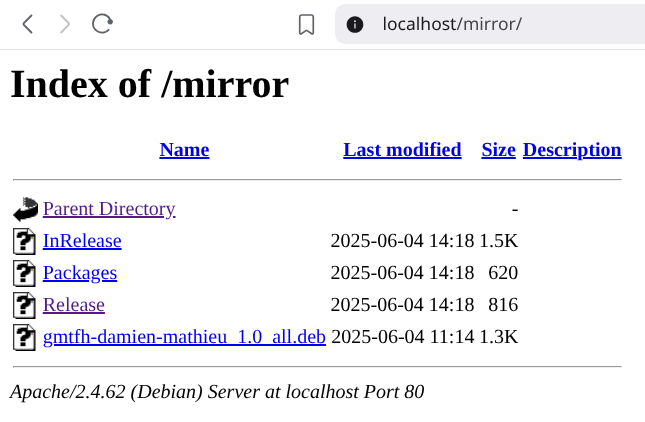 localhost/mirror/
Index of /mirror
Name Last modified Size Description
Parent Directory -
InRelease 2025-06-04 14:18 1.5K
Packages 2025-06-04 14:18 620
Release 2025-06-04 14:18 816
gmtfh-damien-mathieu_1.0_all.deb 2025-06-04 11:14 1.3K
Apache/2.4.62 (Debian) Server at localhost Port 80